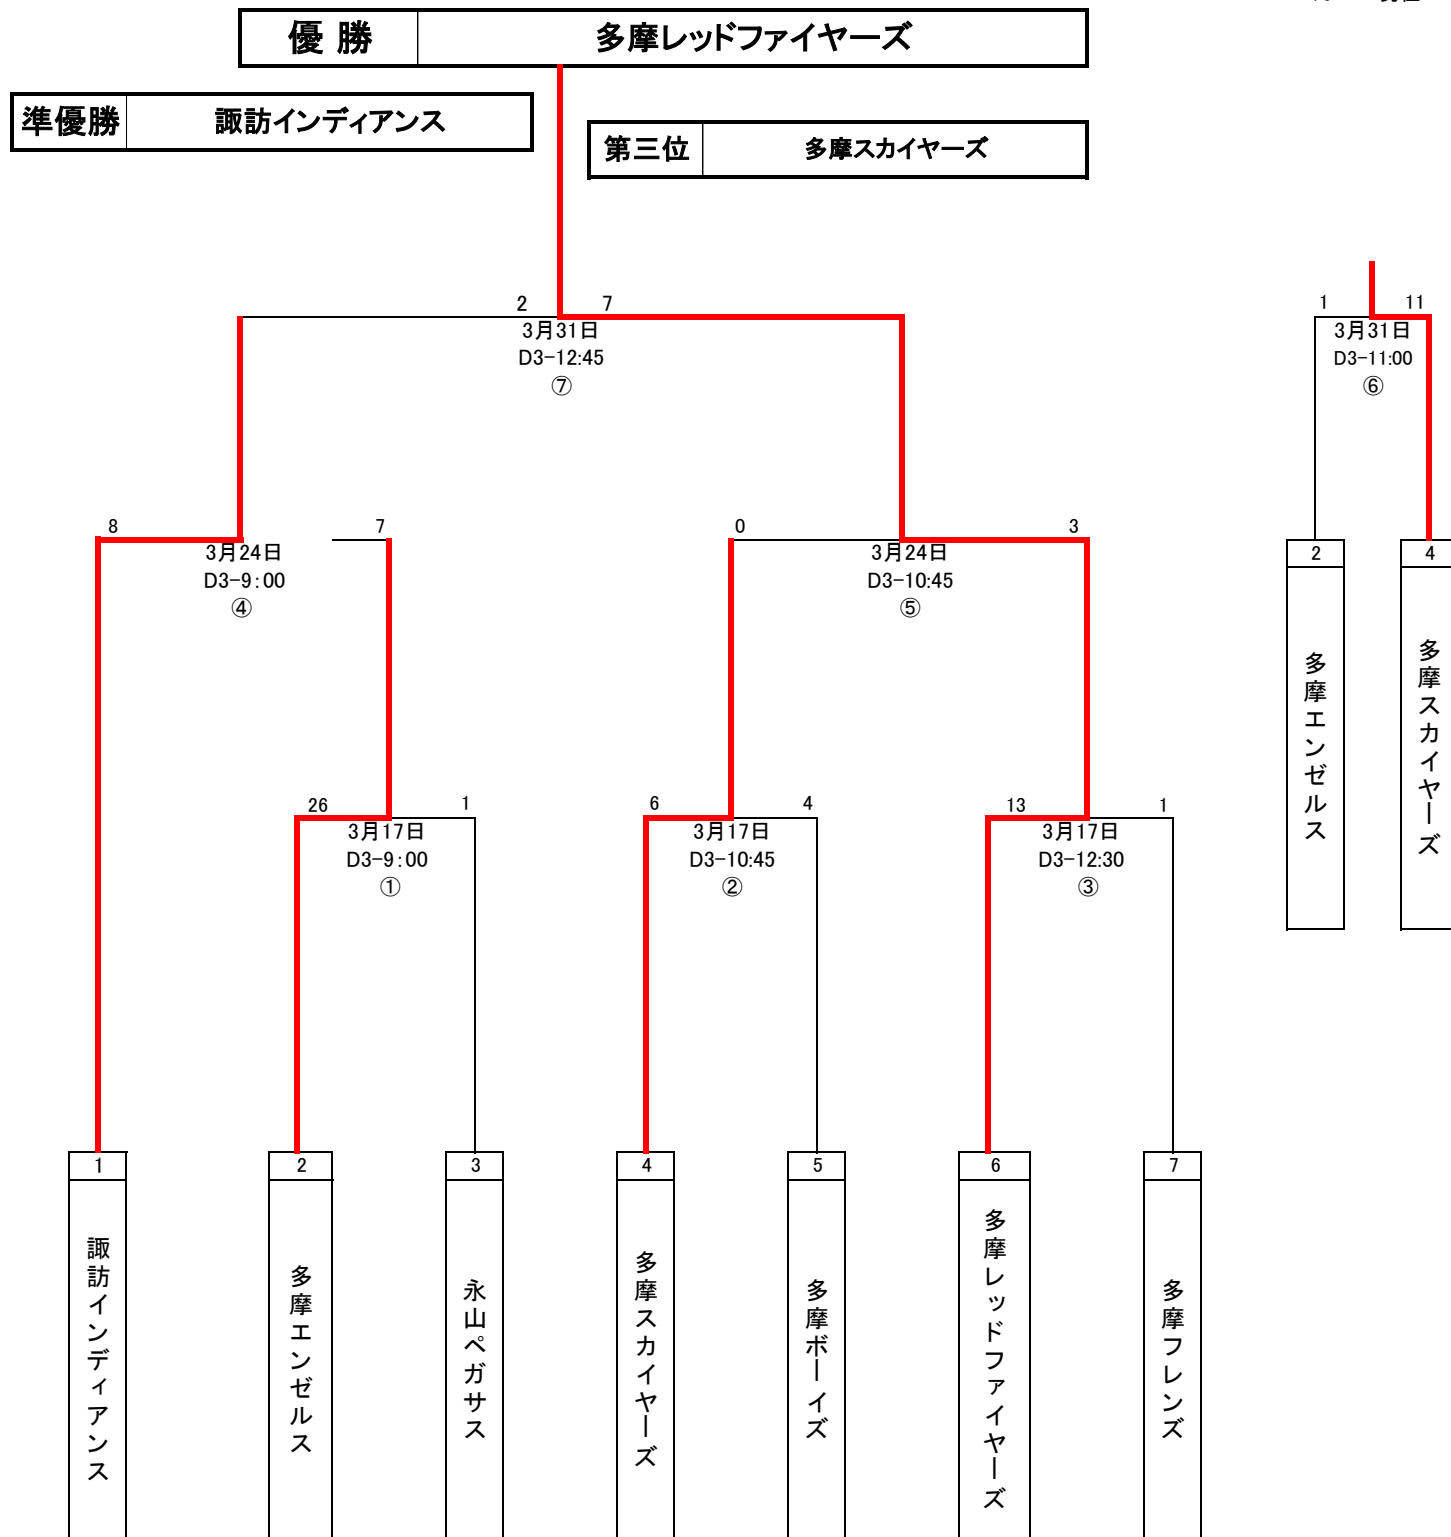 優 勝 多摩レッドファイヤーズ
準優勝 諏訪インディアンス
第三位 多摩スカイヤーズ
2 7
3月31日
D3-12:45
⑦
1 11
3月31日
D3-11:00
⑥
8 7
3月24日
D3-9:00
④
0 3
3月24日
D3-10:45
⑤
2
多摩エンゼルス
4
多摩スカイヤーズ
26 1
3月17日
D3-9:00
①
6 4
3月17日
D3-10:45
②
13 1
3月17日
D3-12:30
③
1
諏訪インディアンス
2
多摩エンゼルス
3
永山ペガサス
4
多摩スカイヤーズ
5
多摩ボーイズ
6
多摩レッドファイヤーズ
7
多摩フレンズ